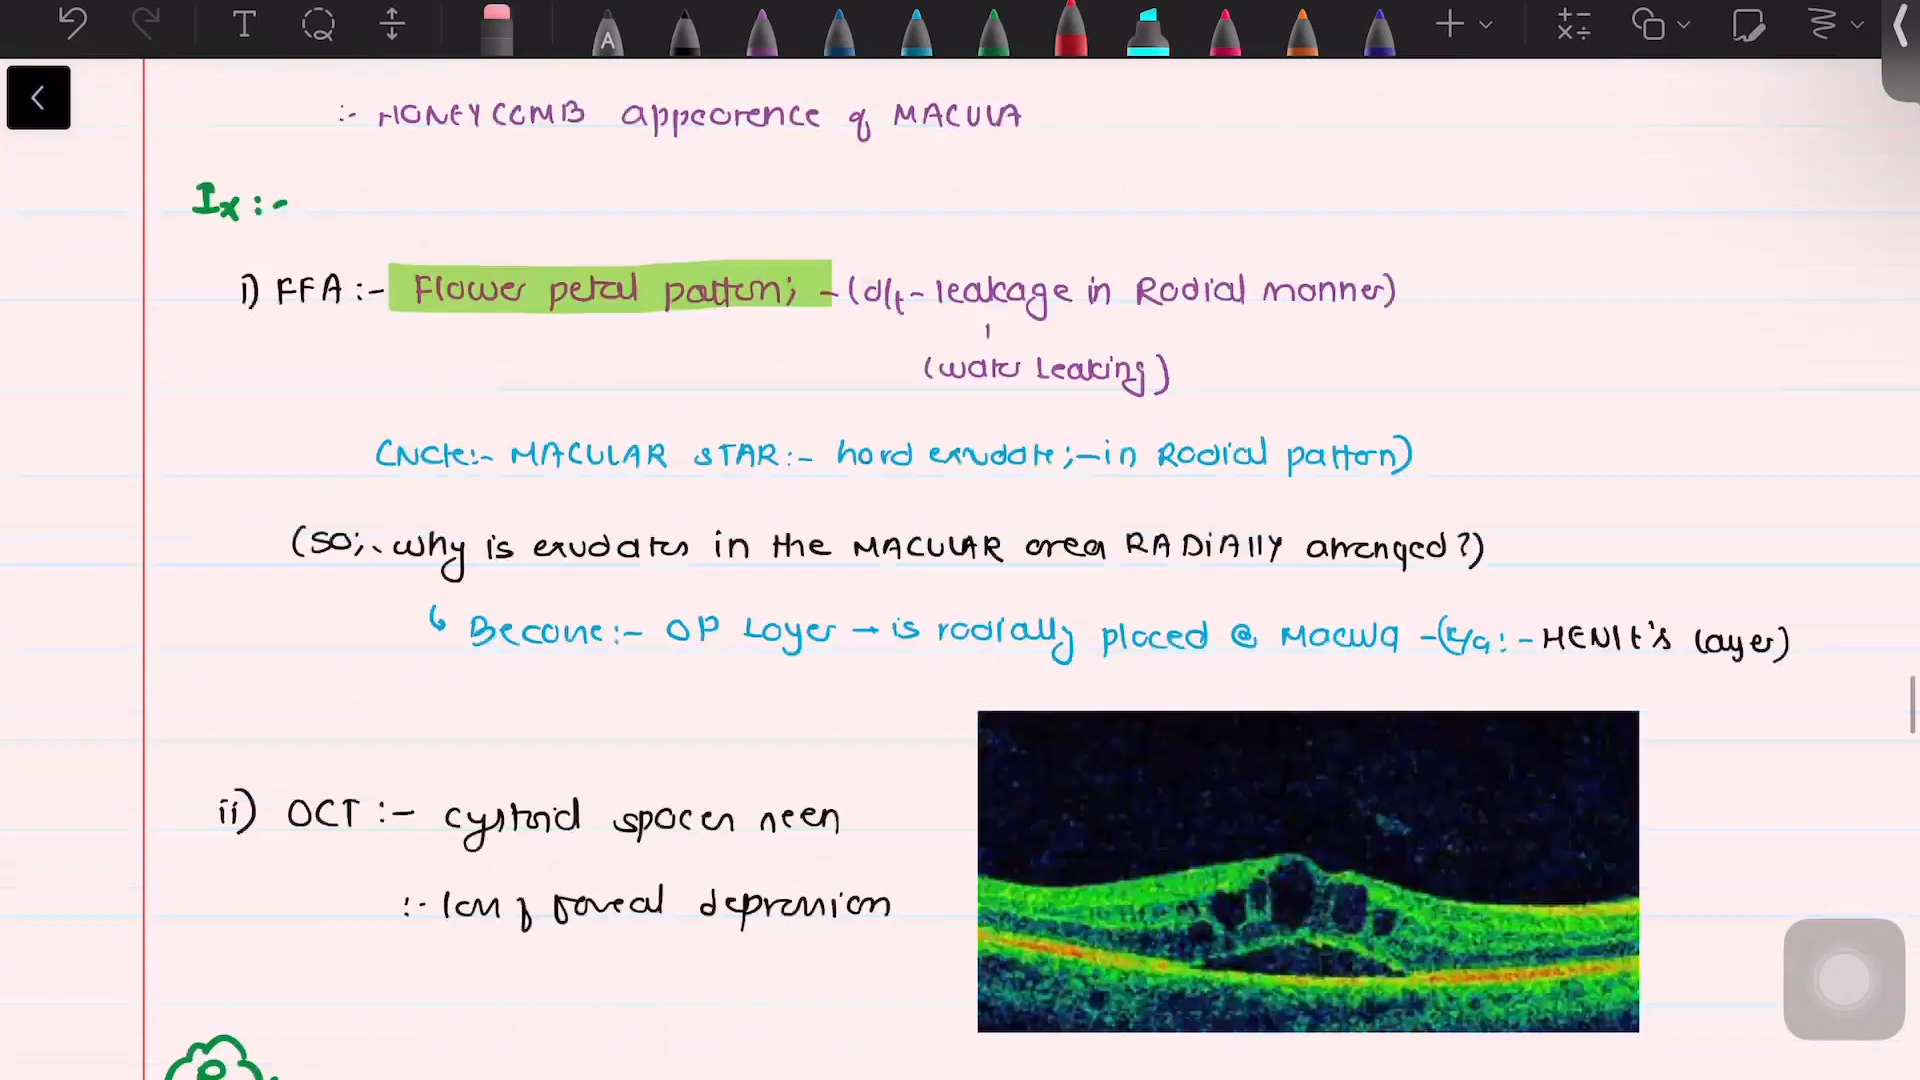 :- HONEYCOMB appearence of MACULA
Ix :-
i) FFA :- Flower petal pattern; - (d/t - leakage in Radial manner)
(water Leaking)
(Note:- MACULAR STAR:- hard exudate;- in Radial pattern)
(SO;. why is exudates in the MACULAR area RADIAlly arranged?)
Because:- OP Layer → is radially placed @ Macula - (k/a :- HENlE's layer)
ii) OCT :- cystoid spaces seen
:- loss of foveal depression